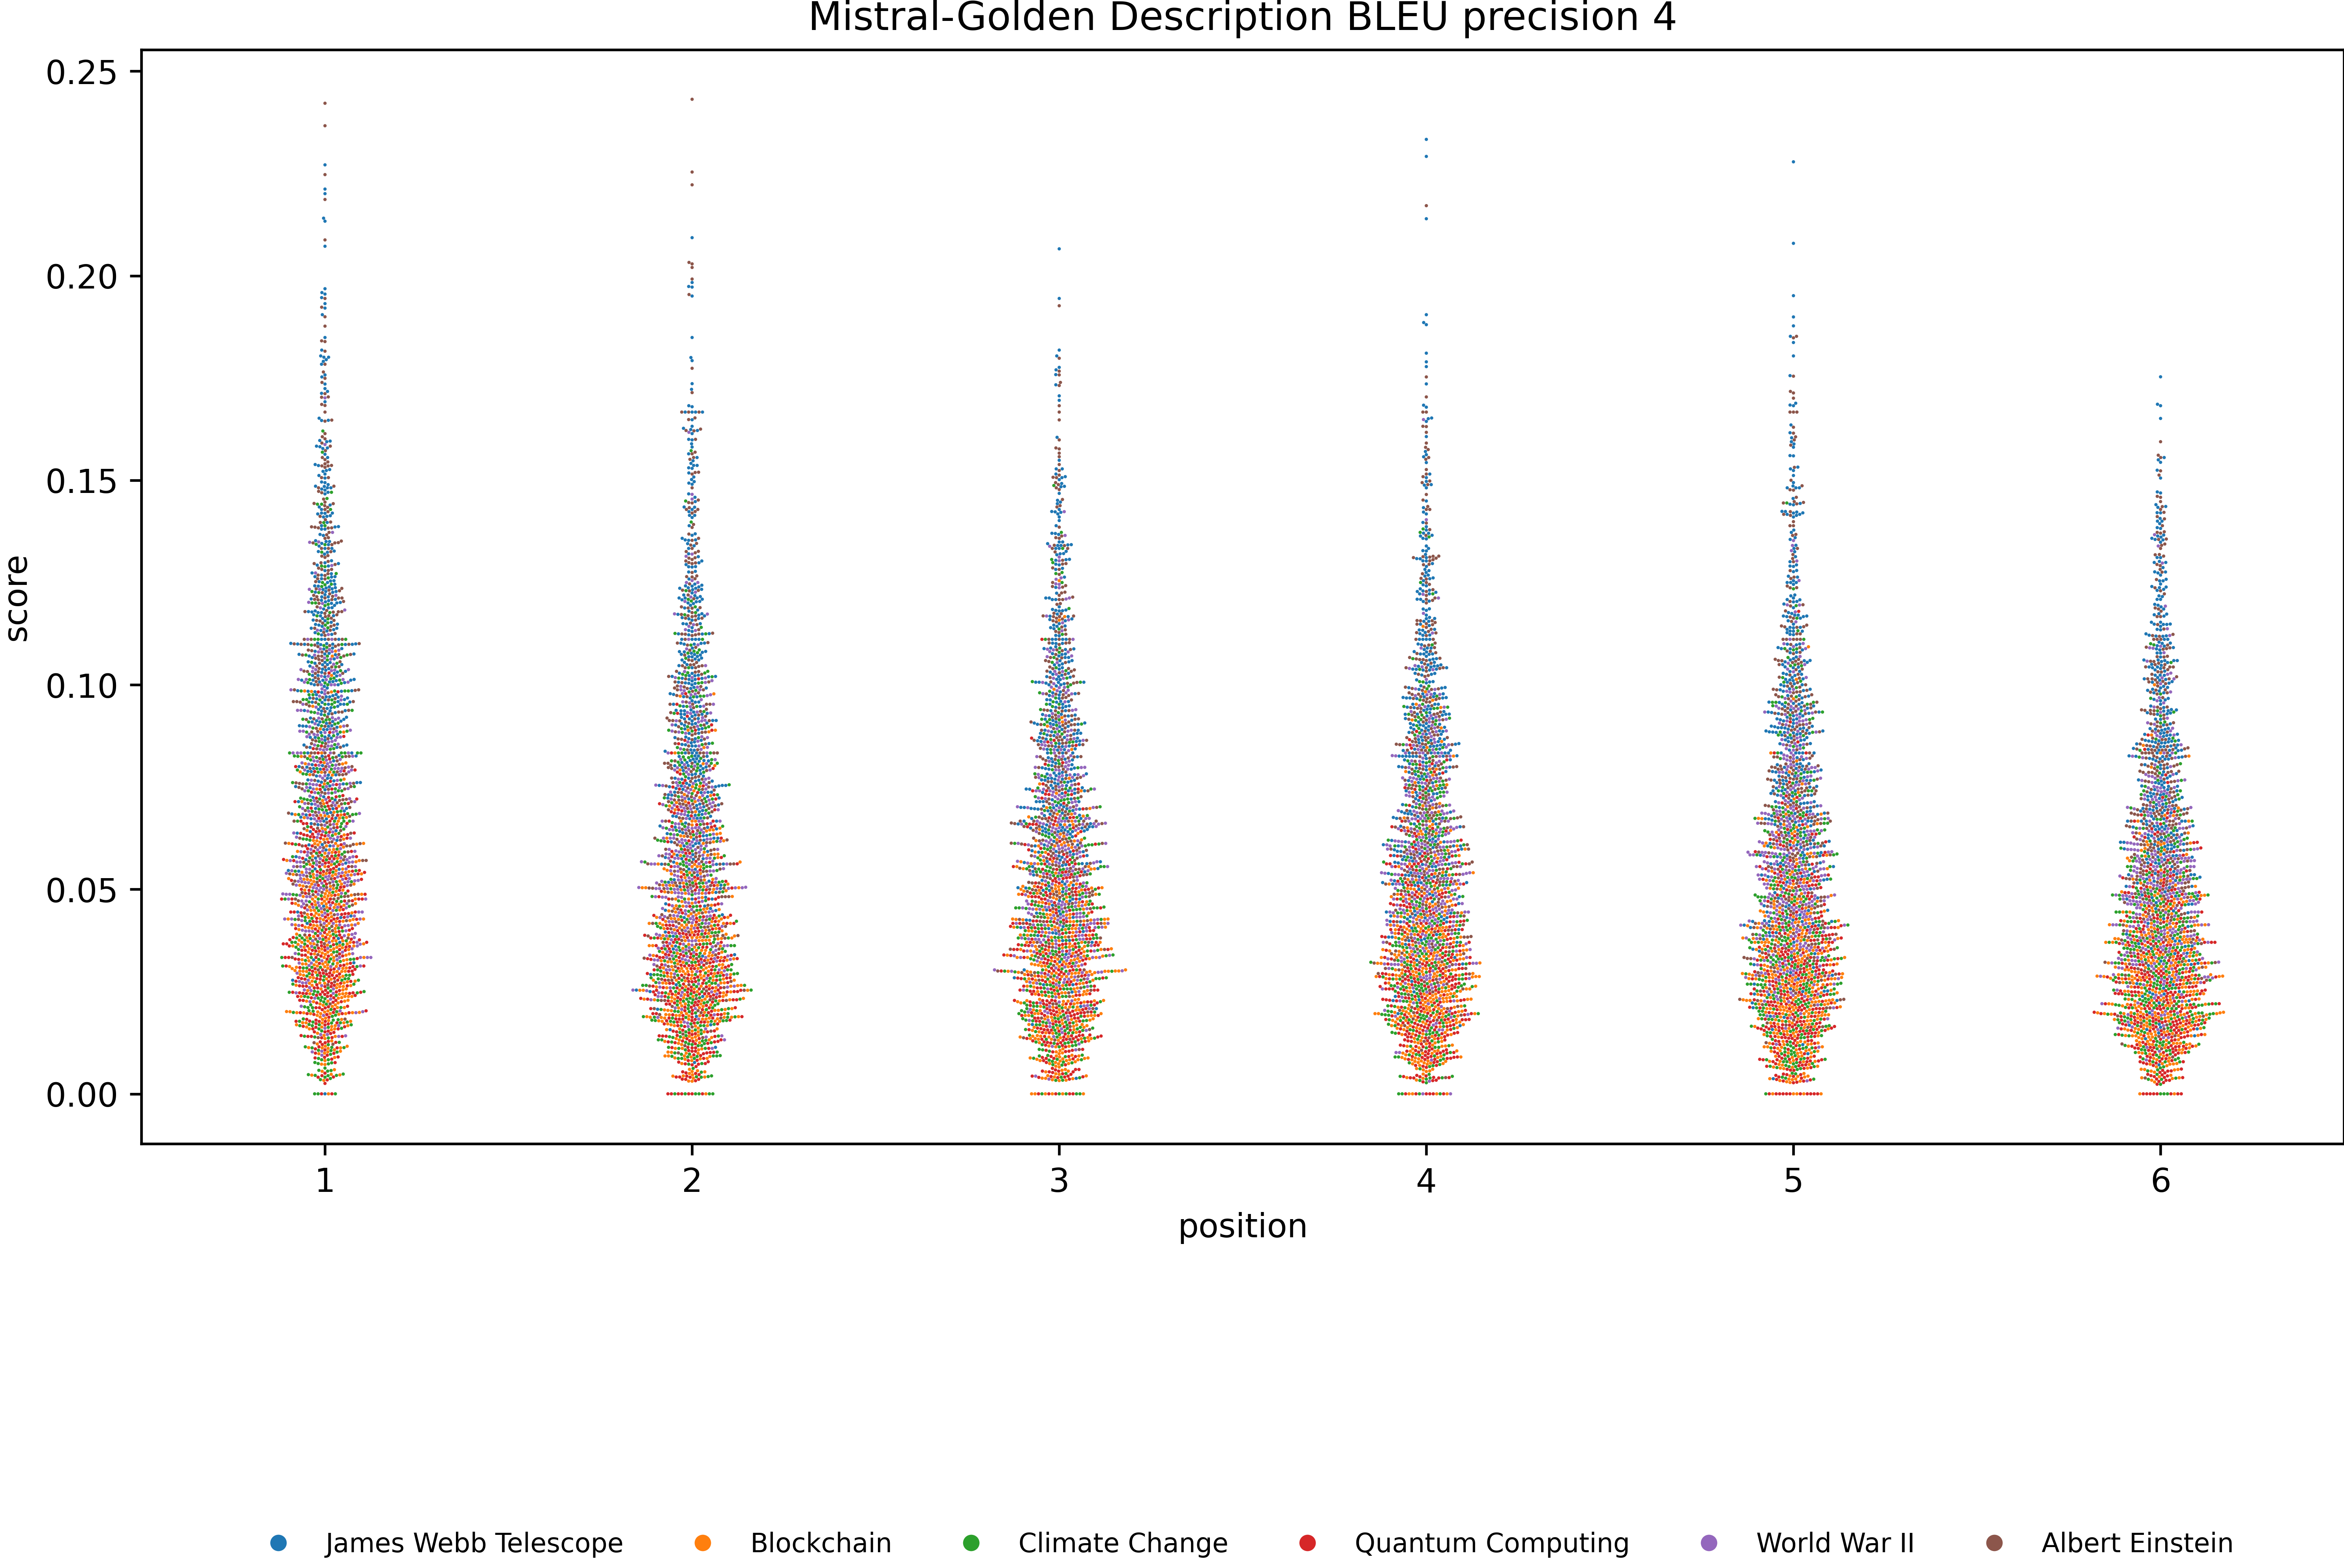 Mistral-Golden Description BLEU precision 4
0.25
0.20
0.15
0.10
0.05
0.00
score
1 2 3 4 5 6
position
James Webb Telescope Blockchain Climate Change Quantum Computing World War II Albert Einstein